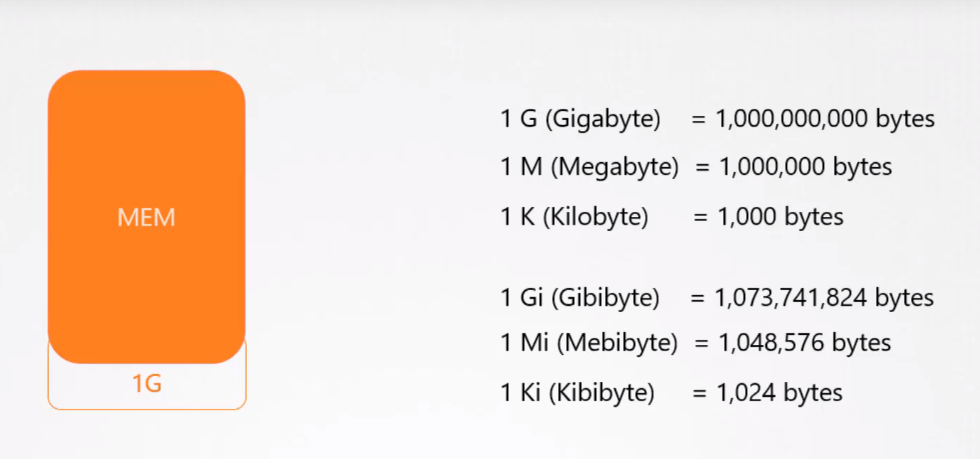 MEM
1G
1 G (Gigabyte) = 1,000,000,000 bytes
1 M (Megabyte) = 1,000,000 bytes
1 K (Kilobyte) = 1,000 bytes
1 Gi (Gibibyte) = 1,073,741,824 bytes
1 Mi (Mebibyte) = 1,048,576 bytes
1 Ki (Kibibyte) = 1,024 bytes